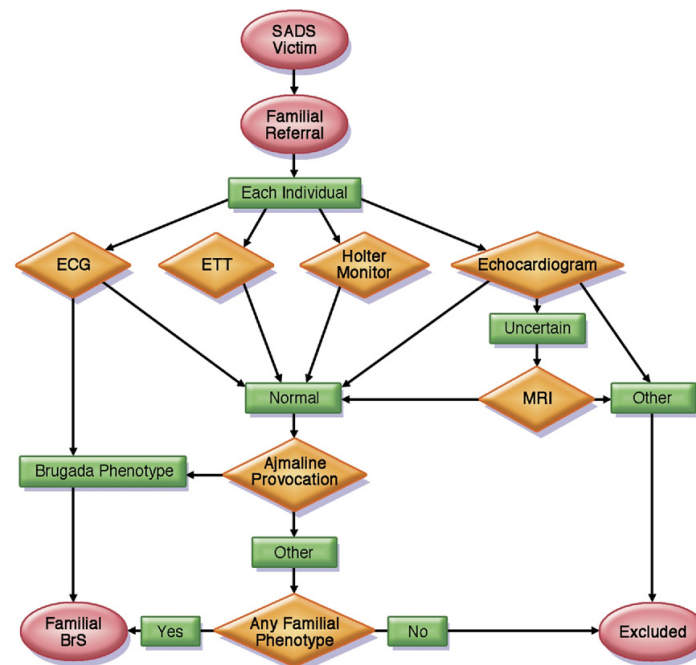 SADS
Victim
Familial
Referral
Each Individual
ECG
ETT
Holter
Monitor
Echocardiogram
Uncertain
Normal
MRI
Other
Brugada Phenotype
Ajmaline
Provocation
Other
Familial
BrS
Yes
Any Familial
Phenotype
No
Excluded